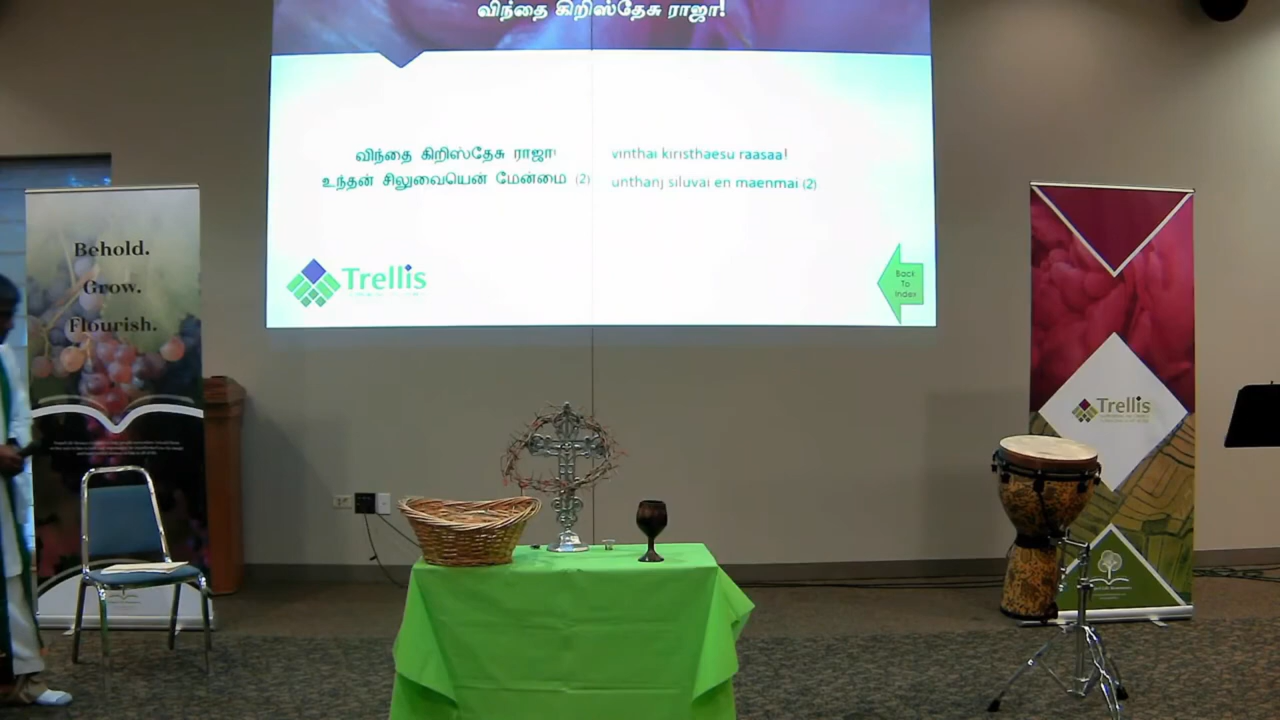 விந்தை கிறிஸ்தேசு ராஜா!
விந்தை கிறிஸ்தேசு ராஜா!
உந்தன் சிலுவையென் மேன்மை (2)
vinthai kiristhaesu raasaa!
unthanj siluvai en maenmai (2)
Trellis
Back
To
Index
Behold.
Grow.
Flourish.
Trellis